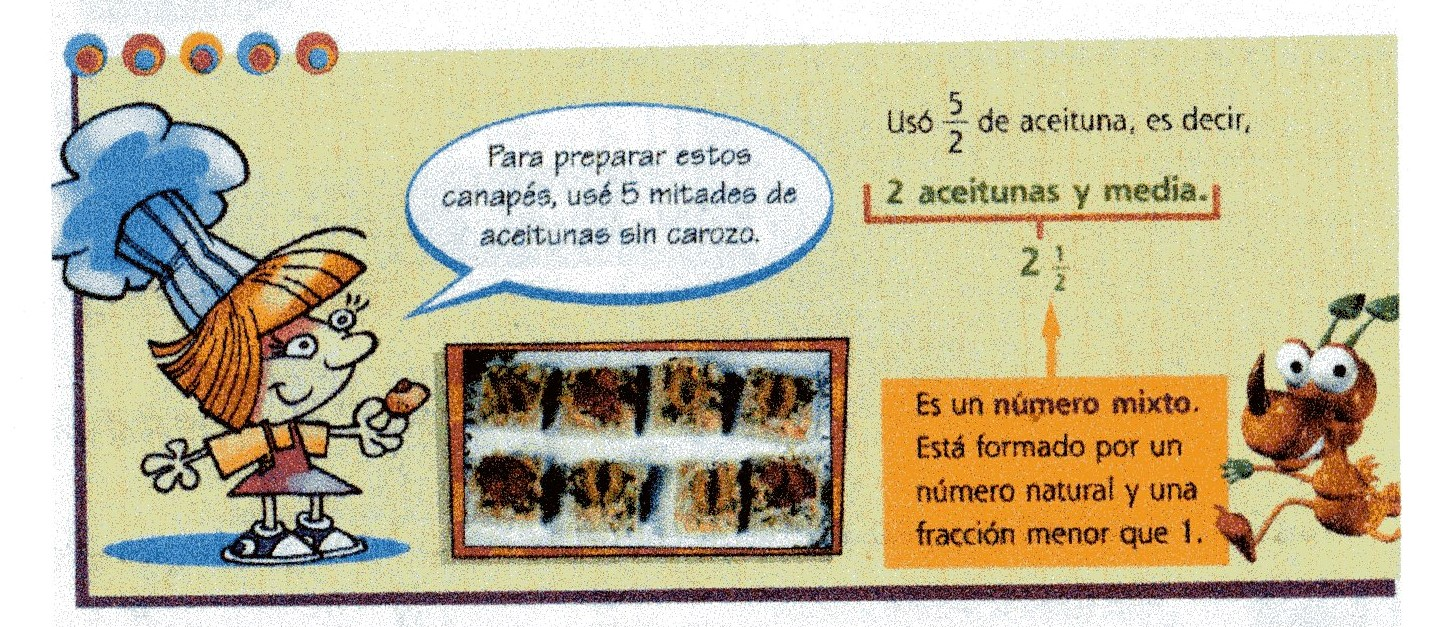 Para preparar estos
canapés, usé 5 mitades de
aceitunas sin carozo.
Usó 5/2 de aceituna, es decir,
2 aceitunas y media.
2 1/2
Es un número mixto.
Está formado por un
número natural y una
fracción menor que 1.